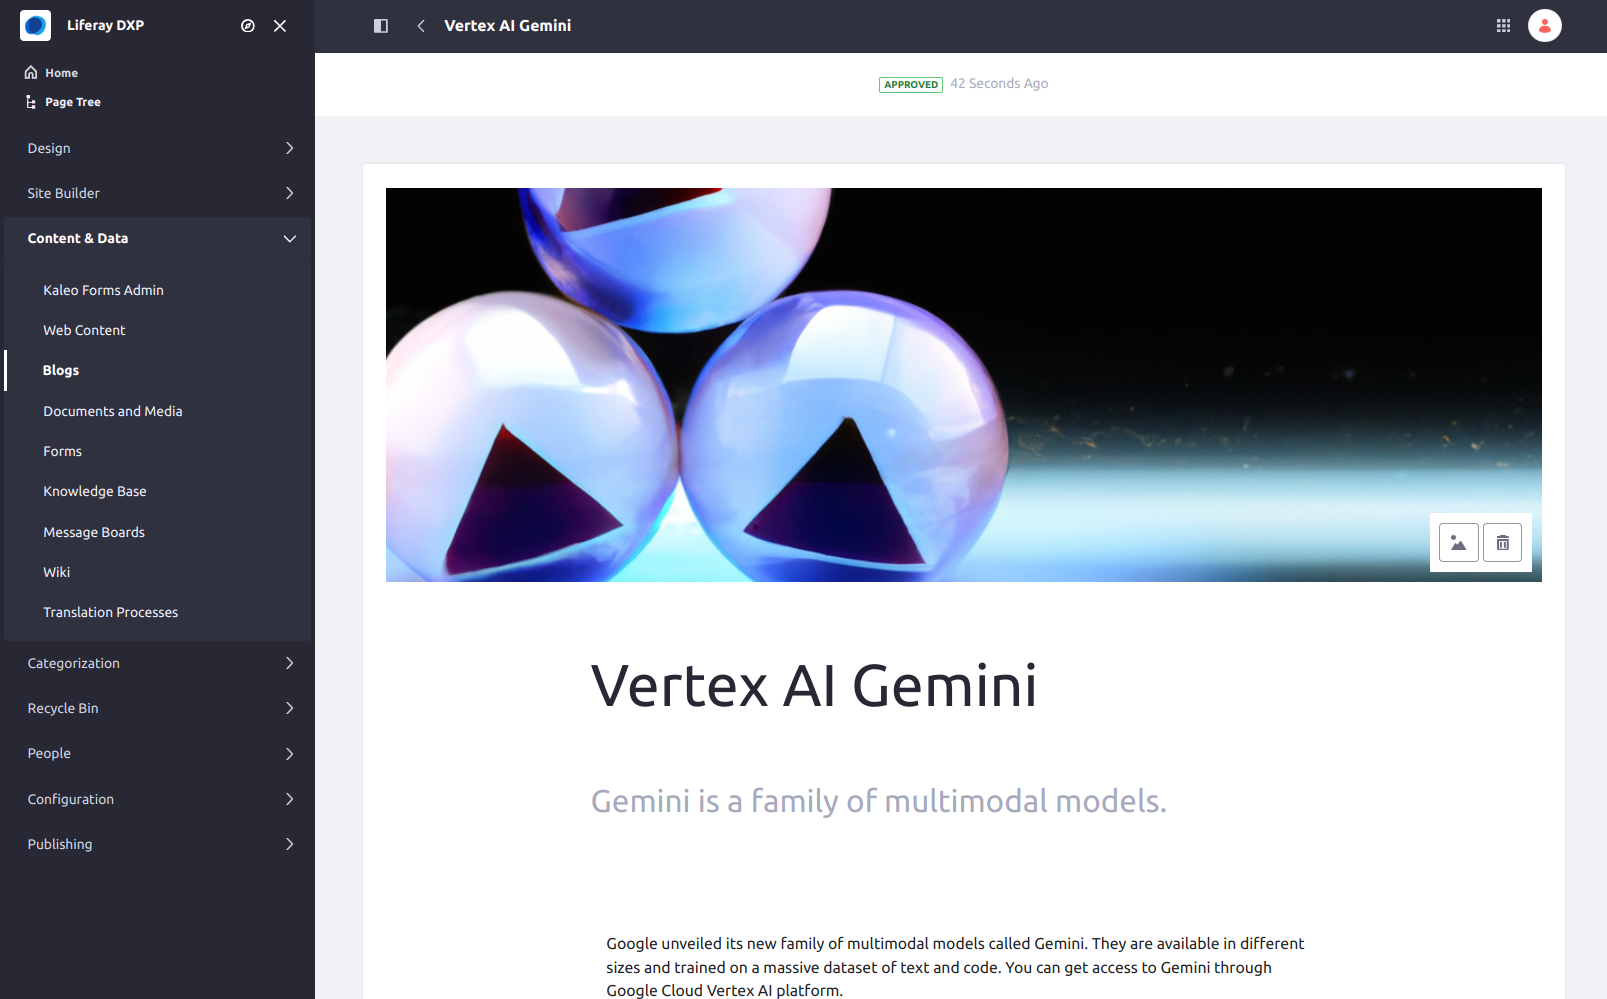 Liferay DXP
Home
Page Tree
Design
Site Builder
Content & Data
Kaleo Forms Admin
Web Content
Blogs
Documents and Media
Forms
Knowledge Base
Message Boards
Wiki
Translation Processes
Categorization
Recycle Bin
People
Configuration
Publishing
Vertex AI Gemini
APPROVED 42 Seconds Ago
Vertex AI Gemini
Gemini is a family of multimodal models.
Google unveiled its new family of multimodal models called Gemini. They are available in different
sizes and trained on a massive dataset of text and code. You can get access to Gemini through
Google Cloud Vertex AI platform.